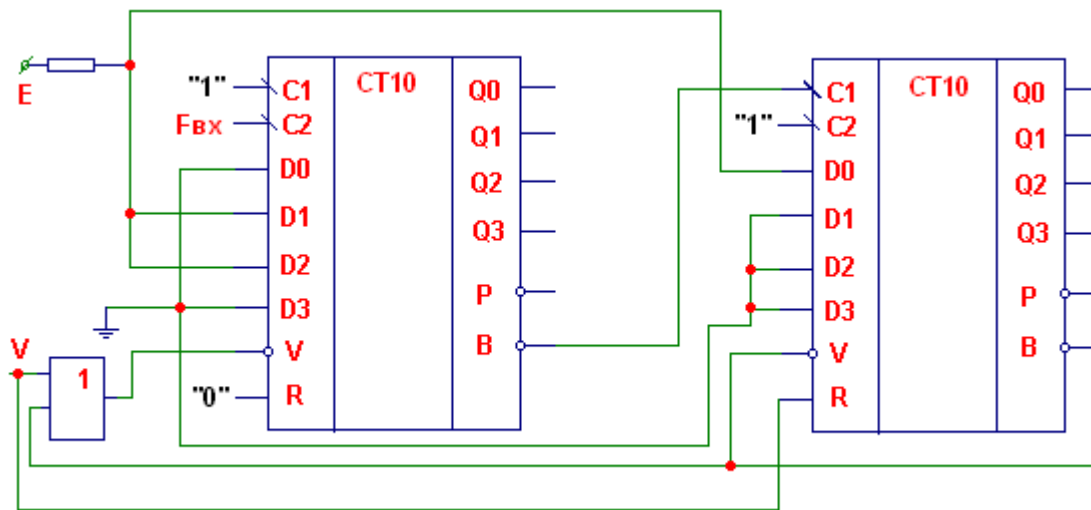 E
"1"
C1
CT10
Q0
Fвх
C2
Q1
D0
D1
Q2
D2
Q3
D3
P
V
B
"0"
R
V
1
C1
CT10
Q0
"1"
C2
Q1
D0
D1
Q2
D2
Q3
D3
P
V
B
R